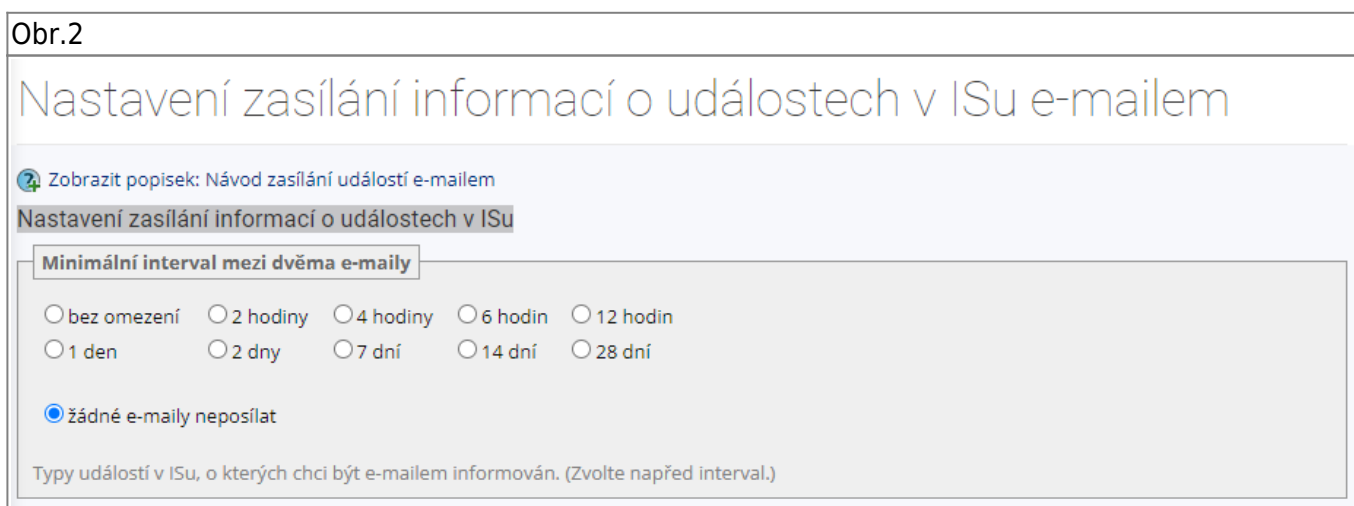 Obr.2
Nastavení zasílání informací o událostech v ISu e-mailem
Zobrazit popisek: Návod zasílání událostí e-mailem
Nastavení zasílání informací o událostech v ISu
Minimální interval mezi dvěma e-maily
bez omezení 2 hodiny 4 hodiny 6 hodin 12 hodin
1 den 2 dny 7 dní 14 dní 28 dní
žádné e-maily neposílat
Typy událostí v ISu, o kterých chci být e-mailem informován. (Zvolte napřed interval.)